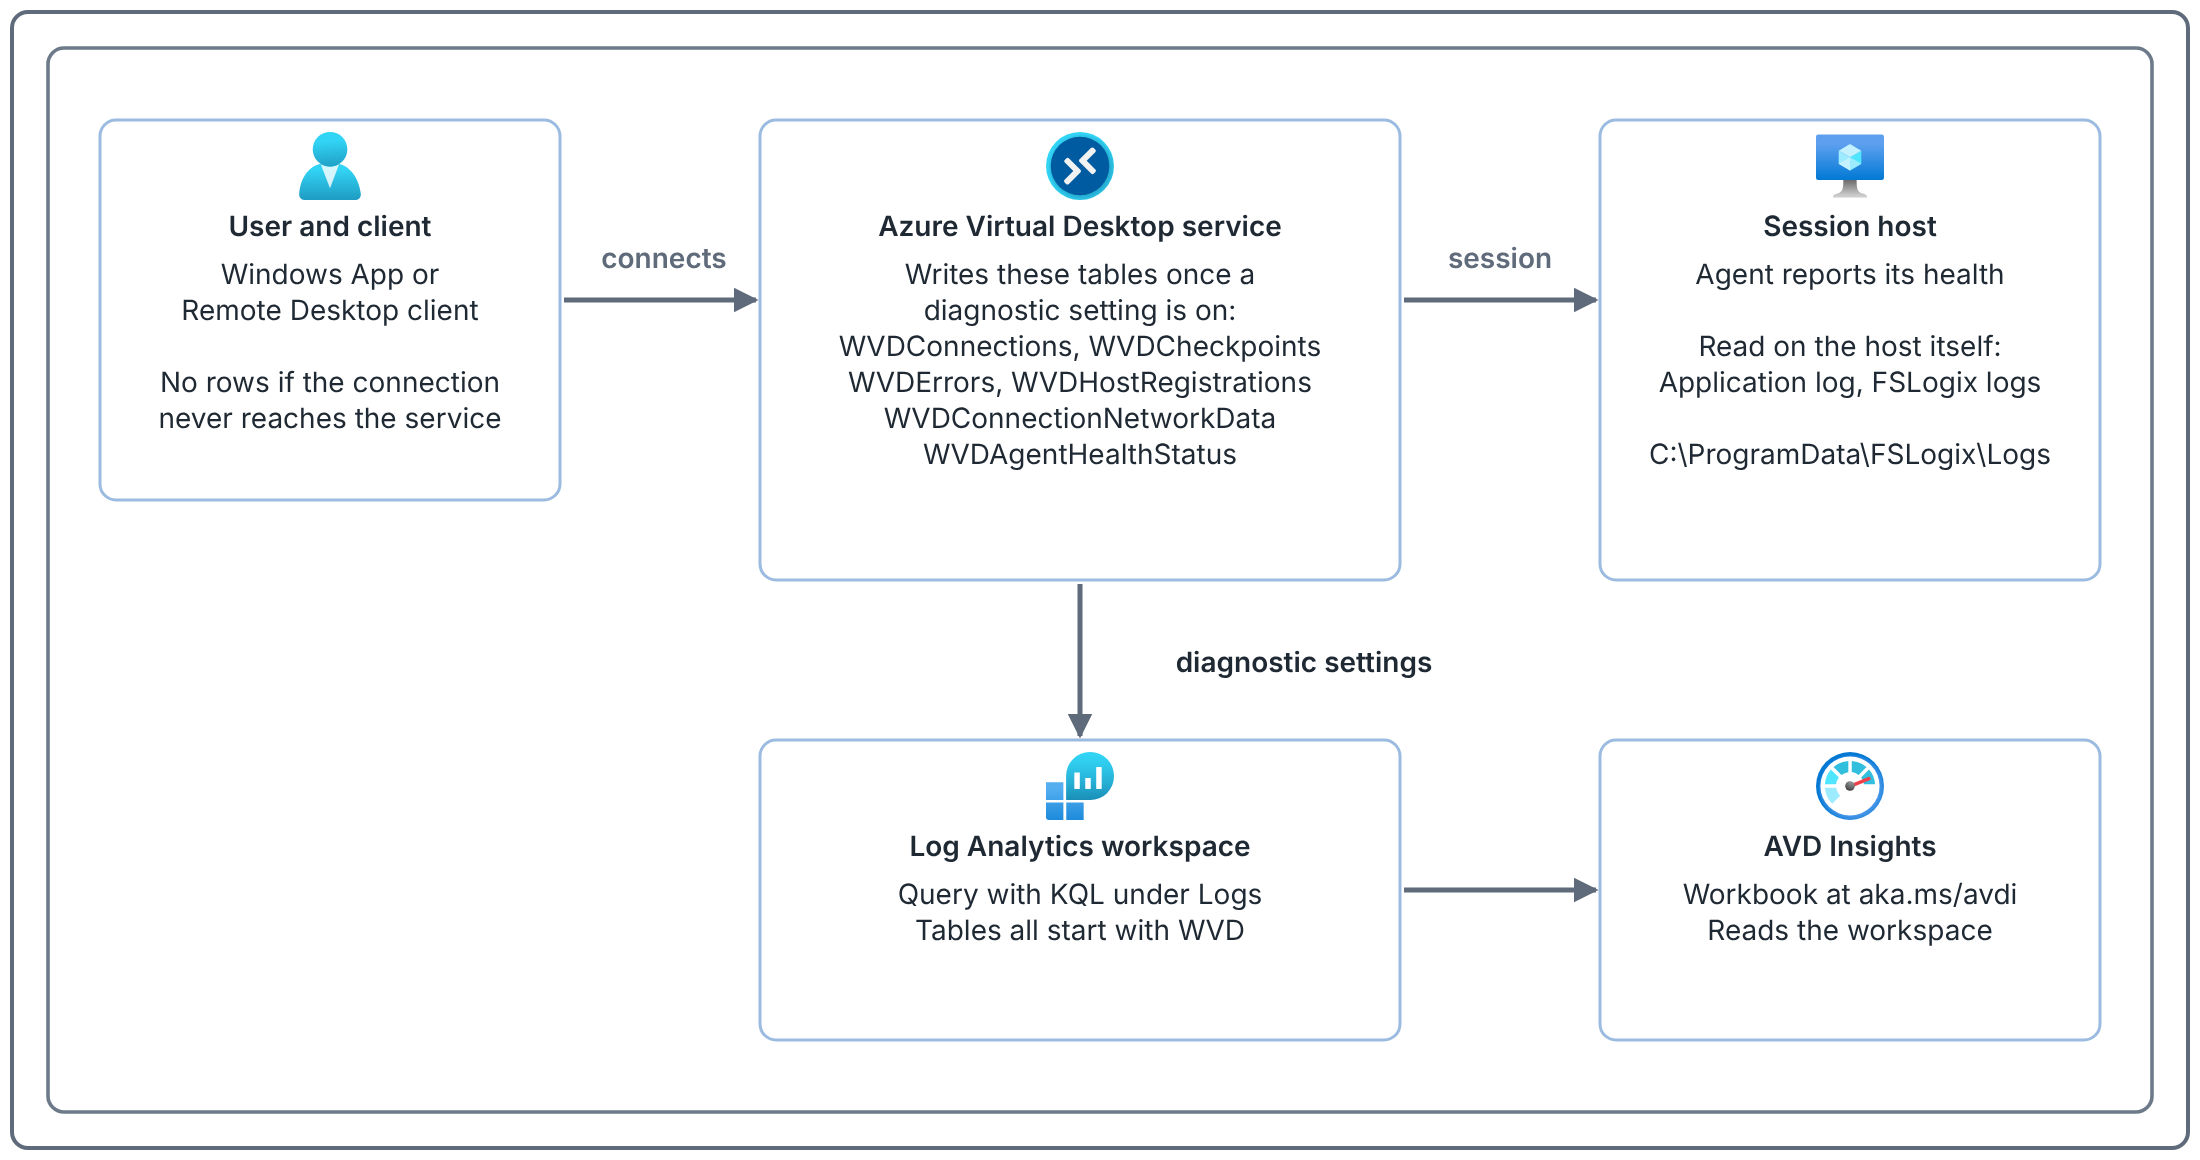 User and client
Windows App or
Remote Desktop client
No rows if the connection
never reaches the service
connects
Azure Virtual Desktop service
Writes these tables once a
diagnostic setting is on:
WVDConnections, WVDCheckpoints
WVDErrors, WVDHostRegistrations
WVDConnectionNetworkData
WVDAgentHealthStatus
session
Session host
Agent reports its health
Read on the host itself:
Application log, FSLogix logs
C:\ProgramData\FSLogix\Logs
diagnostic settings
Log Analytics workspace
Query with KQL under Logs
Tables all start with WVD
AVD Insights
Workbook at aka.ms/avdi
Reads the workspace